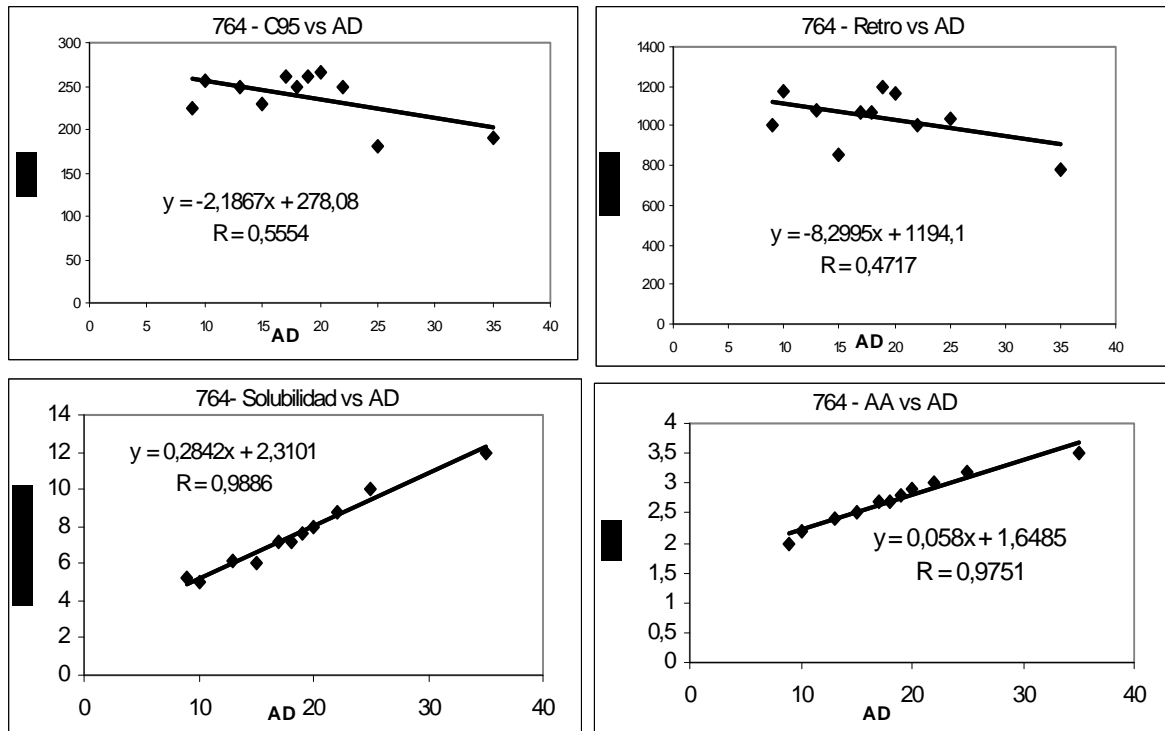 764 - C95 vs AD
300
250
200
150
100
50
0
y = -2,1867x + 278,08
R = 0,5554
0 5 10 15 20 25 30 35 40
AD
764 - Retro vs AD
1400
1200
1000
800
600
400
200
0
y = -8,2995x + 1194,1
R = 0,4717
0 5 10 15 20 25 30 35 40
AD
764- Solubilidad vs AD
14
12
10
8
6
4
2
0
y = 0,2842x + 2,3101
R = 0,9886
0 10 20 30 40
AD
764 - AA vs AD
4
3,5
3
2,5
2
1,5
1
0,5
0
y = 0,058x + 1,6485
R = 0,9751
0 10 20 30 40
AD